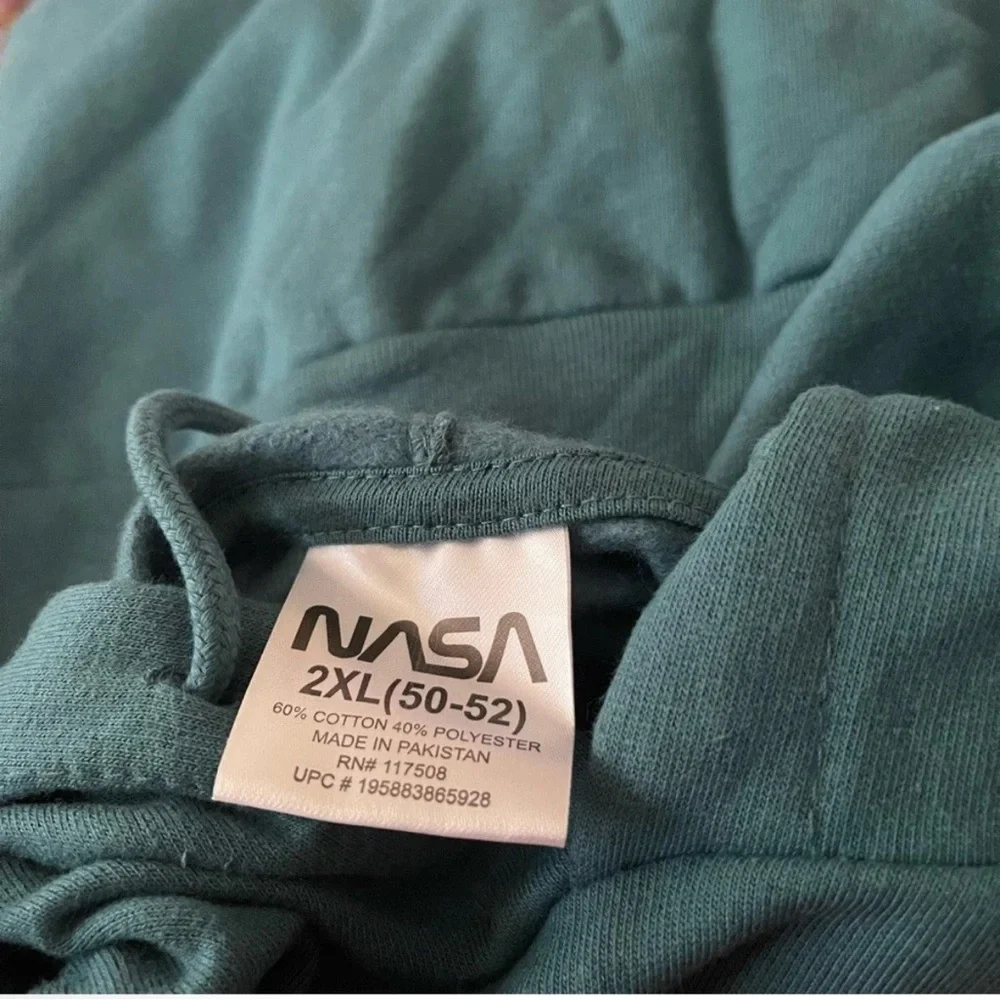 NASA
2XL(50-52)
60% COTTON 40% POLYESTER
MADE IN PAKISTAN
RN# 117508
UPC # 195883865928